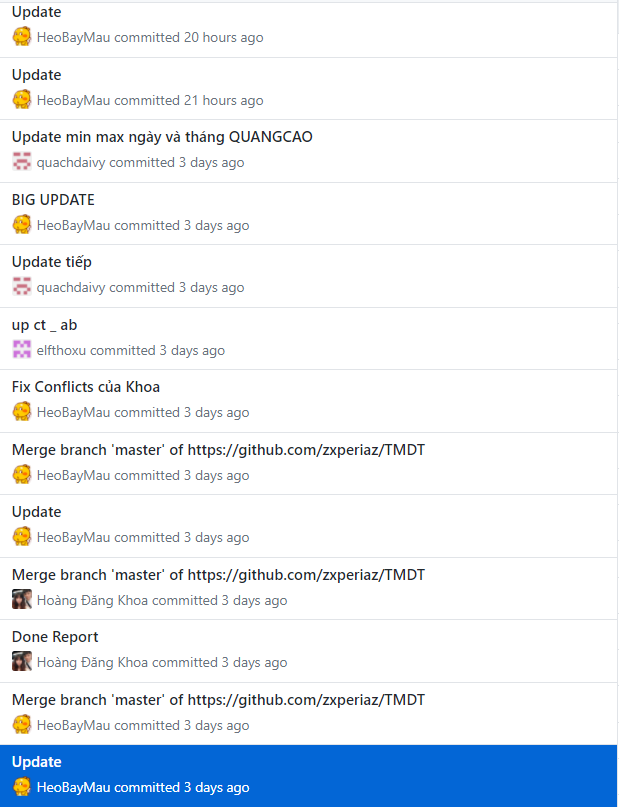 Update
HeoBayMau committed 20 hours ago
Update
HeoBayMau committed 21 hours ago
Update min max ngày và tháng QUANGCAO
quachdaivy committed 3 days ago
BIG UPDATE
HeoBayMau committed 3 days ago
Update tiếp
quachdaivy committed 3 days ago
up ct _ ab
elfthoxu committed 3 days ago
Fix Conflicts của Khoa
HeoBayMau committed 3 days ago
Merge branch 'master' of https://github.com/zxperiaz/TMDT
HeoBayMau committed 3 days ago
Update
HeoBayMau committed 3 days ago
Merge branch 'master' of https://github.com/zxperiaz/TMDT
Hoàng Đăng Khoa committed 3 days ago
Done Report
Hoàng Đăng Khoa committed 3 days ago
Merge branch 'master' of https://github.com/zxperiaz/TMDT
HeoBayMau committed 3 days ago
Update
HeoBayMau committed 3 days ago